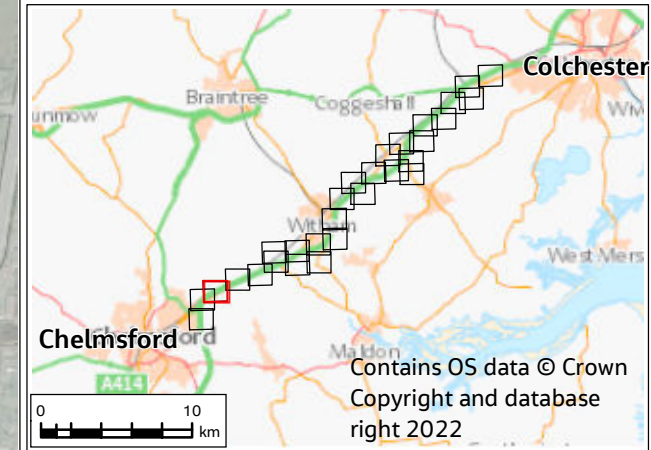 Colchester
Braintree
Coggeshall
unmow
Wiv
Witham
West Mers
Chelmsford
Maldon
A414
Contains OS data © Crown
Copyright and database
right 2022
0 10
km